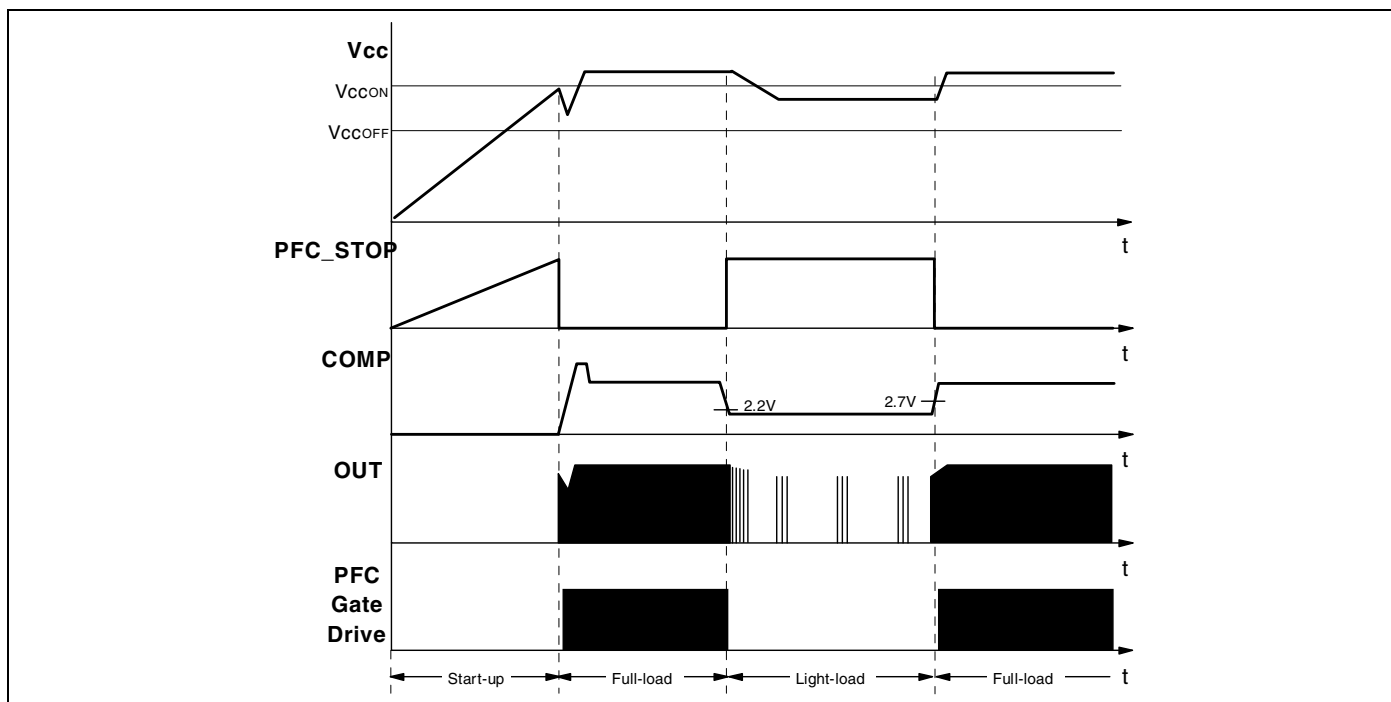 Vcc
VccON
VccOFF
t
PFC_STOP
t
COMP
2.2V
2.7V
t
OUT
t
PFC
Gate
Drive
Start-up
Full-load
Light-load
Full-load
t